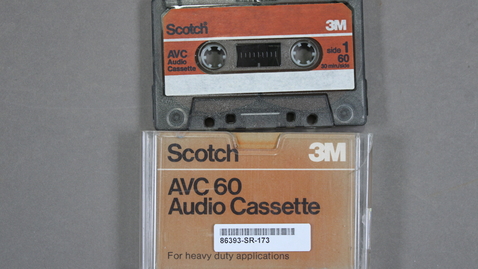 Scotch 3M
AVC
Audio
Cassette
side 1
60
Scotch 3M
AVC 60
Audio Cassette
86393-SR-173
For heavy duty applications